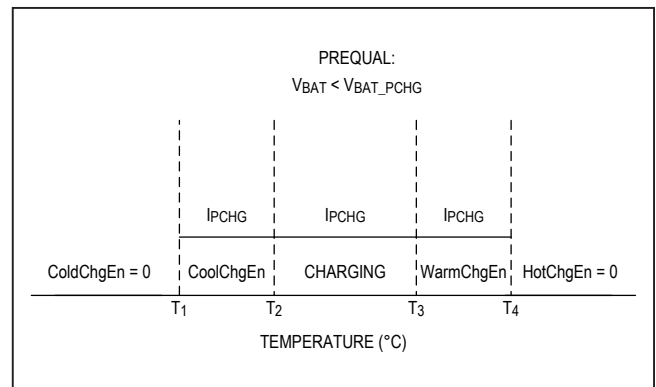 PREQUAL:
VBAT < VBAT_PCHG
IPCHG IPCHG IPCHG
ColdChgEn = 0 CoolChgEn CHARGING WarmChgEn HotChgEn = 0
T1 T2 T3 T4
TEMPERATURE (°C)